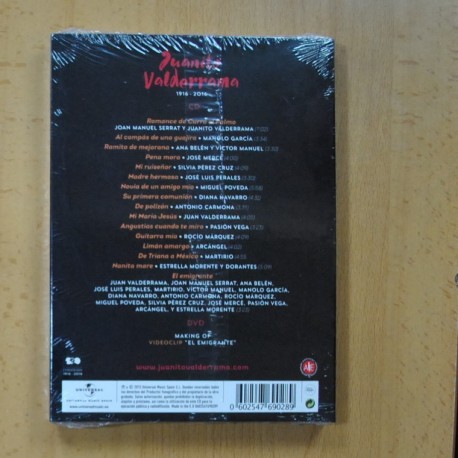 Juanito
Valderrama
1916 - 2016
CD
Romance de Curro el Palmo
JOAN MANUEL SERRAT Y JUANITO VALDERRAMA
Al compás de una guajira • MANOLO GARCÍA
Ramito de mejorana • ANA BELÉN Y VÍCTOR MANUEL
Pena mora • JOSÉ MERCÉ
Mi ruiseñor • SILVIA PÉREZ CRUZ
Madre hermosa • JOSÉ LUIS PERALES
Novia de un amigo mío • MIGUEL POVEDA
Su primera comunión • DIANA NAVARRO
De polizón • ANTONIO CARMONA
Mi María Jesús • JUAN VALDERRAMA
Angustias cuando te miro • PASIÓN VEGA
Guitarra mía • ROCÍO MÁRQUEZ
Limón amargo • ARCÁNGEL
De Triana a México • MARTIRIO
Manita mare • ESTRELLA MORENTE Y DORANTES
El emigrante
JUAN VALDERRAMA, JOAN MANUEL SERRAT, ANA BELÉN,
JOSÉ LUIS PERALES, MARTIRIO, VÍCTOR MANUEL, MANOLO GARCÍA,
DIANA NAVARRO, ANTONIO CARMONA, ROCÍO MÁRQUEZ,
MIGUEL POVEDA, SILVIA PÉREZ CRUZ, JOSÉ MERCÉ, PASIÓN VEGA,
ARCÁNGEL, Y ESTRELLA MORENTE
DVD
MAKING OF
VIDEOCLIP "EL EMIGRANTE"
www.juanitovalderrama.com
UNIVERSAL
0 602547 690289